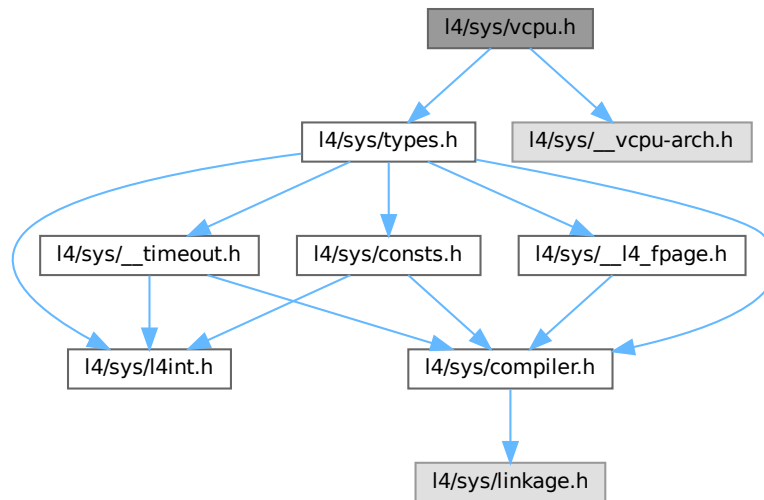 l4/sys/vcpu.h
l4/sys/types.h
l4/sys/__vcpu-arch.h
l4/sys/__timeout.h
l4/sys/consts.h
l4/sys/__l4_fpage.h
l4/sys/l4int.h
l4/sys/compiler.h
l4/sys/linkage.h